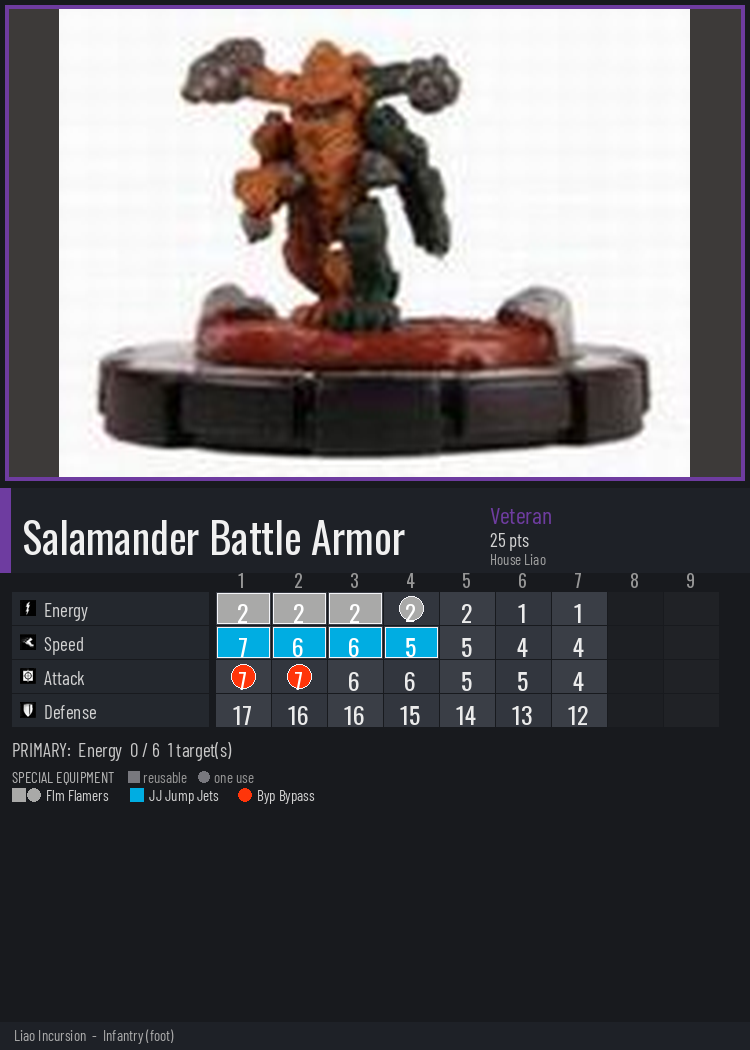 Salamander Battle Armor
Veteran
25 pts
House Liao
1 2 3 4 5 6 7 8 9
Energy 2 2 2 2 2 1 1
Speed 7 6 6 5 5 4 4
Attack 7 7 6 6 5 5 4
Defense 17 16 16 15 14 13 12
PRIMARY: Energy 0 / 6 1 target(s)
SPECIAL EQUIPMENT reusable one use
Flm Flamers JJ Jump Jets Byp Bypass
Liao Incursion - Infantry (foot)